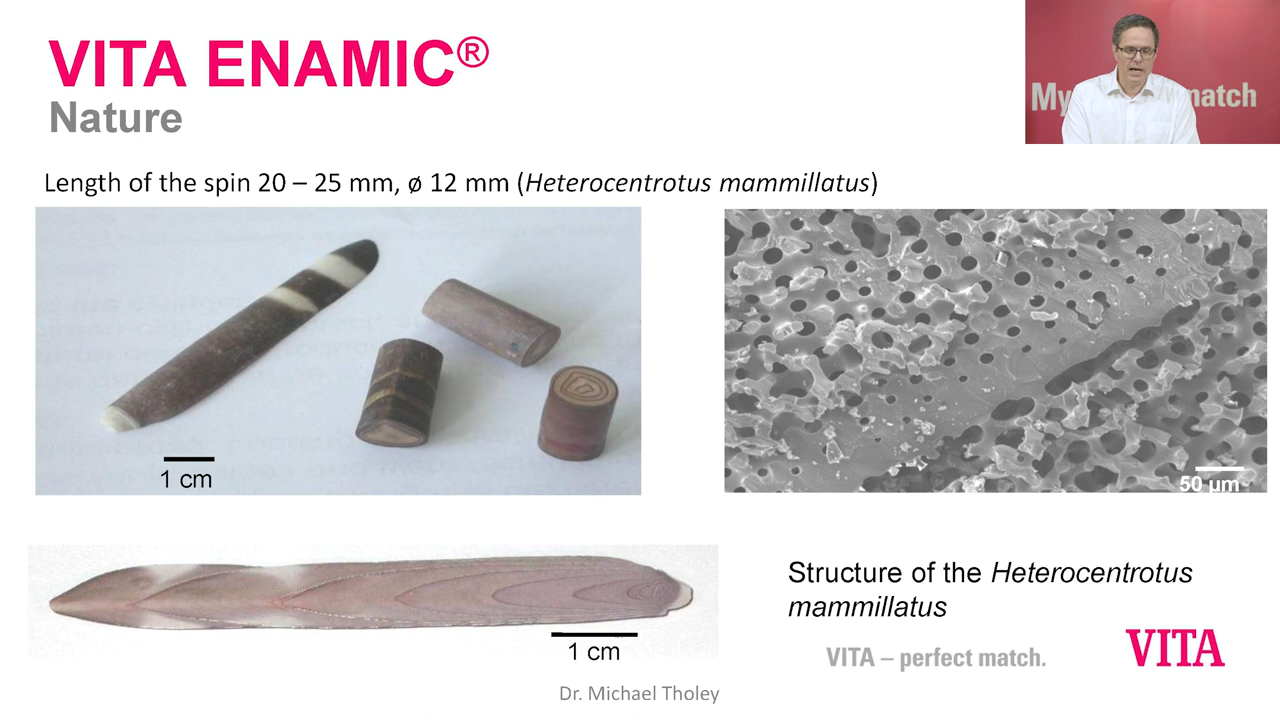 VITA ENAMIC®
Nature
My match
Length of the spin 20 – 25 mm, ø 12 mm (Heterocentrotus mammillatus)
1 cm
50 µm
1 cm
Structure of the Heterocentrotus
mammillatus
VITA – perfect match.
VITA
Dr. Michael Tholey